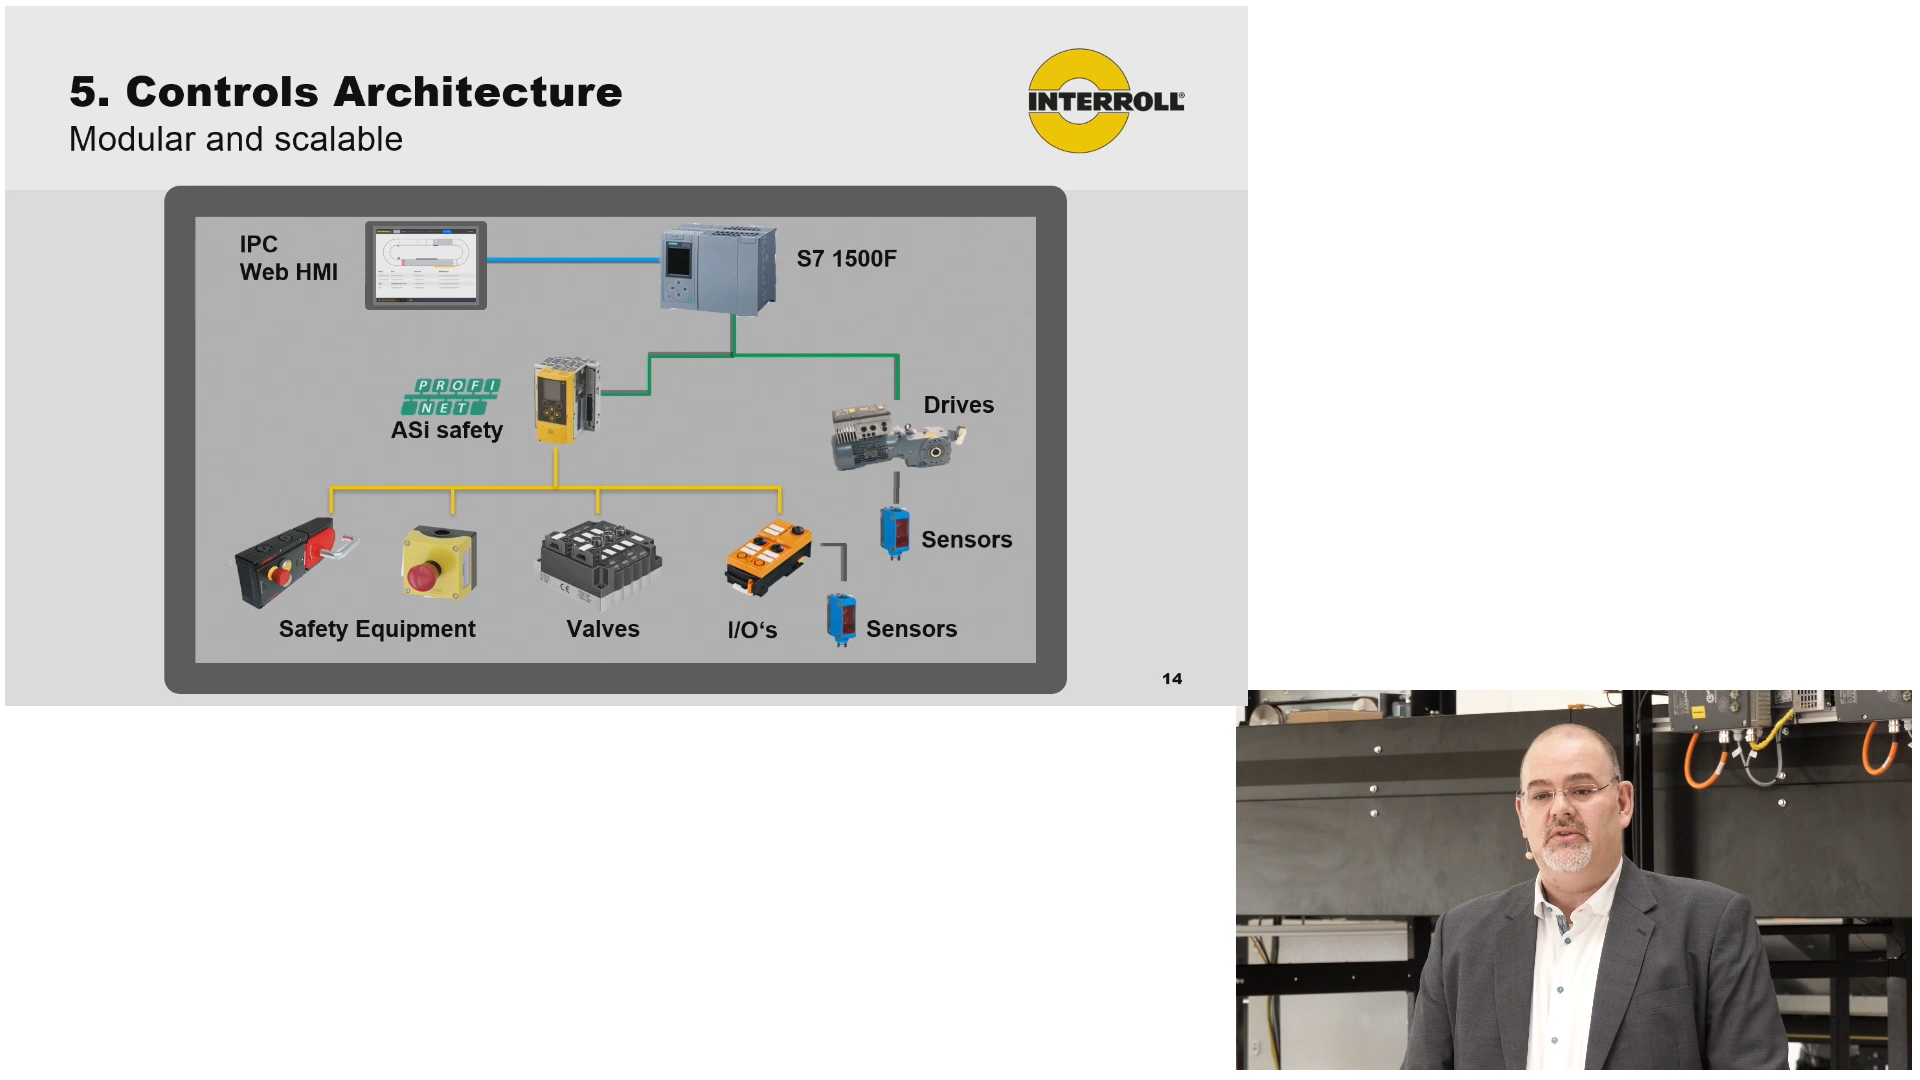 5. Controls Architecture
Modular and scalable
INTERROLL®
IPC
Web HMI
S7 1500F
PROFI
NET
ASi safety
Drives
Sensors
Safety Equipment
Valves
I/O‘s
Sensors
14